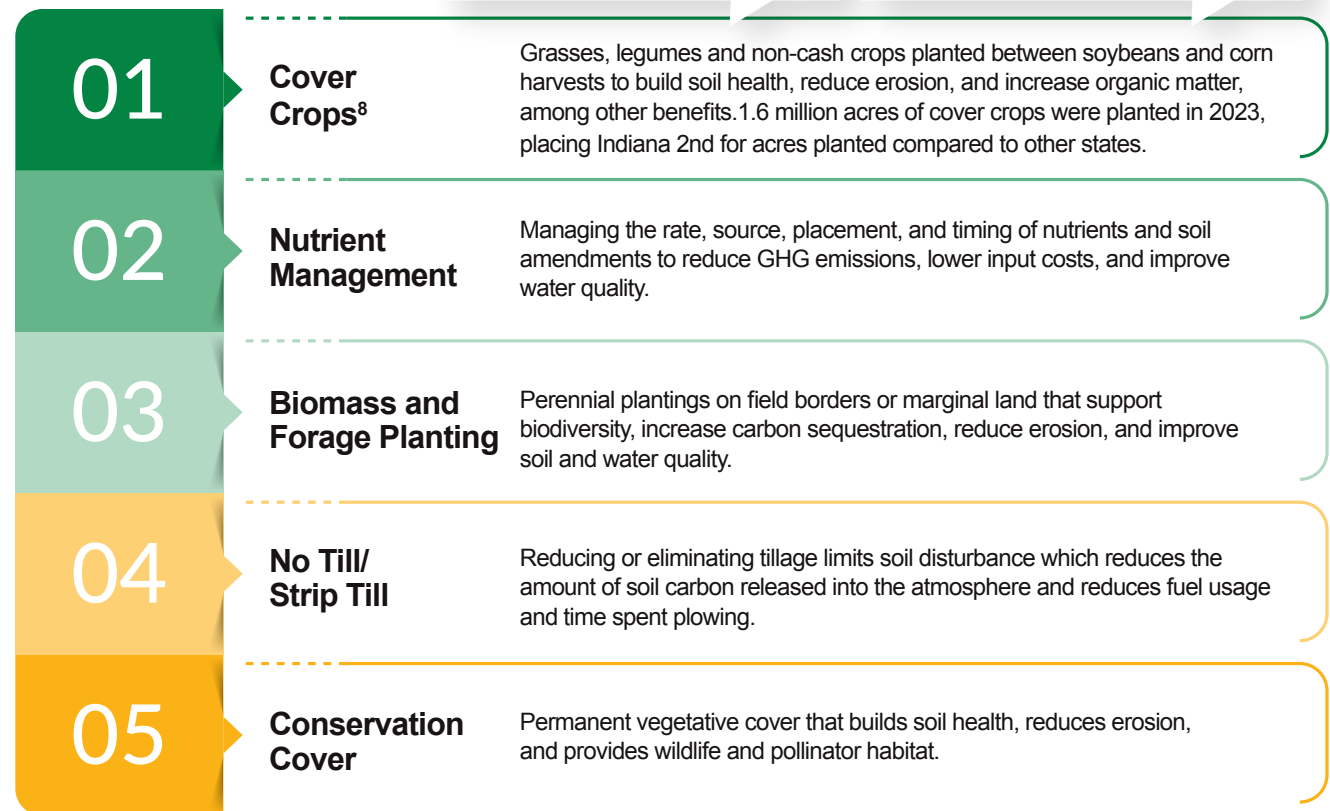 01
Cover
Crops⁸
Grasses, legumes and non-cash crops planted between soybeans and corn
harvests to build soil health, reduce erosion, and increase organic matter,
among other benefits.1.6 million acres of cover crops were planted in 2023,
placing Indiana 2nd for acres planted compared to other states.
02
Nutrient
Management
Managing the rate, source, placement, and timing of nutrients and soil
amendments to reduce GHG emissions, lower input costs, and improve
water quality.
03
Biomass and
Forage Planting
Perennial plantings on field borders or marginal land that support
biodiversity, increase carbon sequestration, reduce erosion, and improve
soil and water quality.
04
No Till/
Strip Till
Reducing or eliminating tillage limits soil disturbance which reduces the
amount of soil carbon released into the atmosphere and reduces fuel usage
and time spent plowing.
05
Conservation
Cover
Permanent vegetative cover that builds soil health, reduces erosion,
and provides wildlife and pollinator habitat.